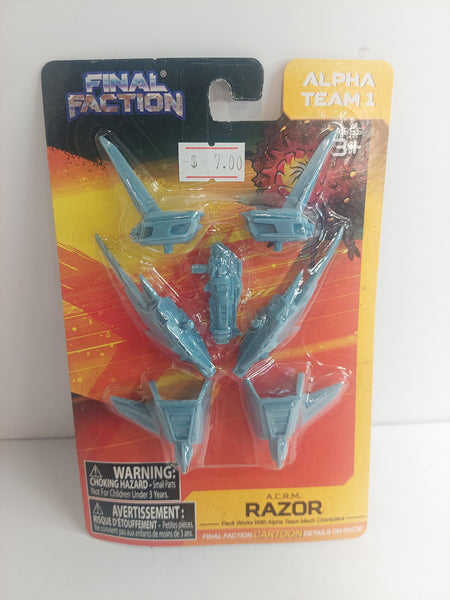 FINAL
FACTION®
ALPHA
TEAM 1
AGES
3+
$ 7.00
WARNING:
CHOKING HAZARD - Small Parts
Not For Children Under 3 Years.
AVERTISSEMENT :
RISQUE D'ÉTOUFFEMENT - Petites pièces.
Ne convient pas aux enfants de moins de 3 ans.
A.C.R.M.
RAZOR
Pack Works With Alpha Team Mech Characters
FINAL FACTION CARTOON DETAILS ON BACK!